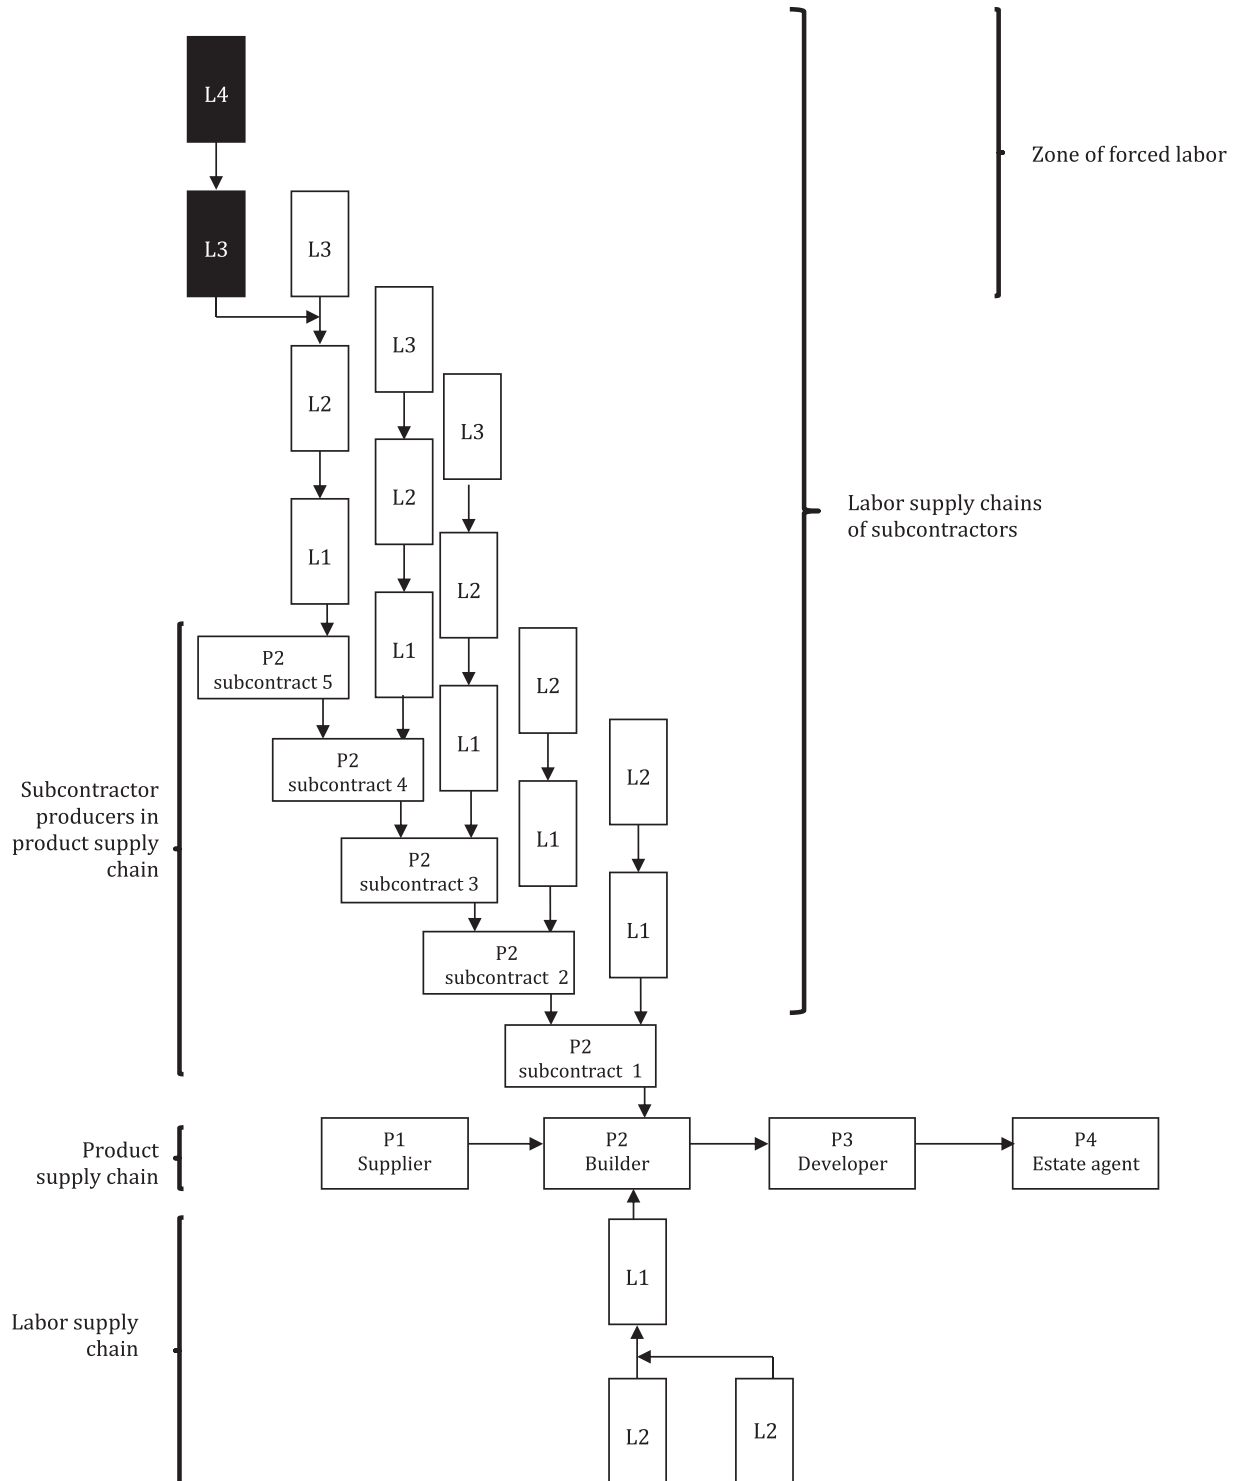 L4
Zone of forced labor
L3
L3
L3
L2
L3
L2
Labor supply chains
of subcontractors
L1
L2
L1
P2
subcontract 5
L2
L1
P2
subcontract 4
L2
Subcontractor
producers in
product supply
chain
L1
P2
subcontract 3
L1
P2
subcontract 2
P2
subcontract 1
Product
supply chain
P1
Supplier
P2
Builder
P3
Developer
P4
Estate agent
L1
Labor supply
chain
L2
L2